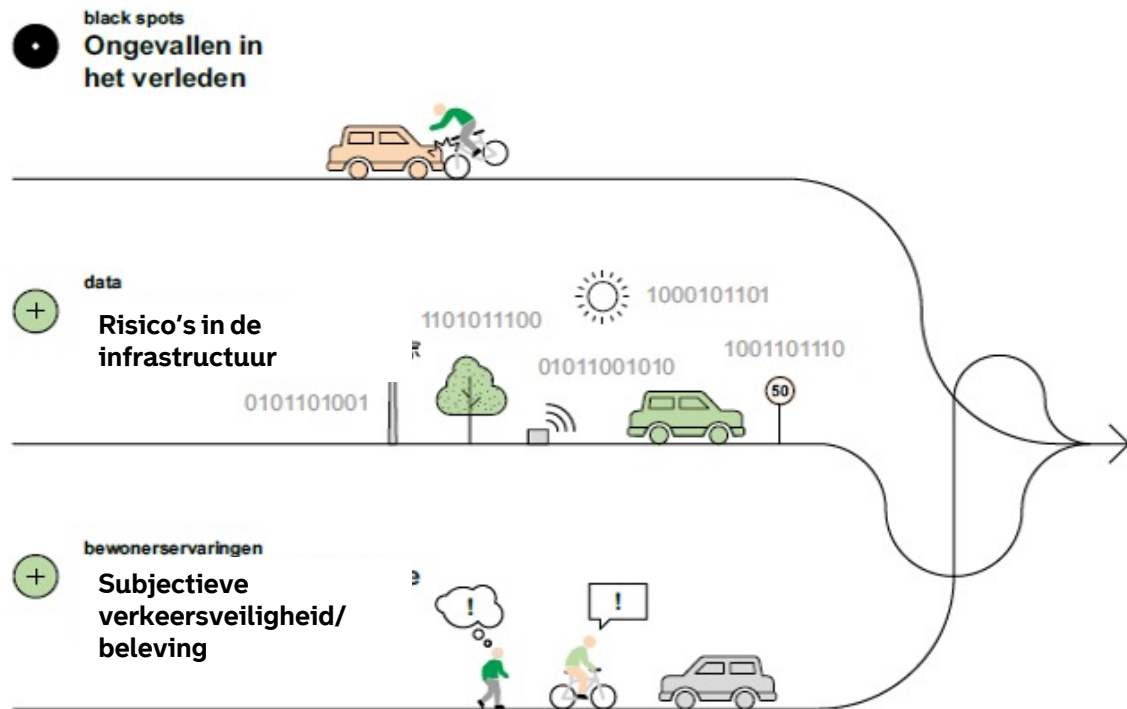 black spots
Ongevallen in
het verleden
data
Risico's in de
infrastructuur
1000101101
1101011100
1001101110
01011001010
50
0101101001
bewonerservaringen
Subjectieve
verkeersveiligheid/
beleving
!
!